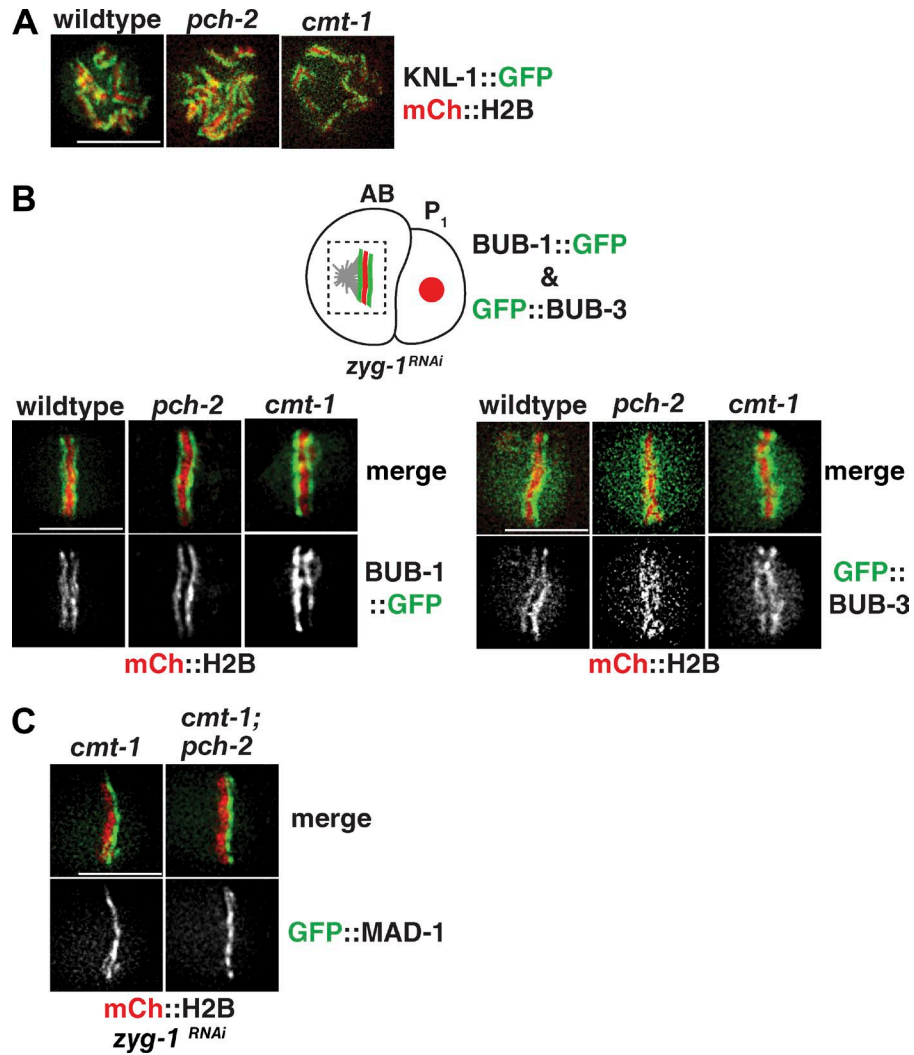 A
wildtype pch-2 cmt-1
KNL-1::GFP
mCh::H2B
B
AB
P1
BUB-1::GFP
&
GFP::BUB-3
zyg-1RNAi
wildtype pch-2 cmt-1
merge
BUB-1
::GFP
mCh::H2B
wildtype pch-2 cmt-1
merge
GFP::
BUB-3
mCh::H2B
C
cmt-1
cmt-1;
pch-2
merge
GFP::MAD-1
mCh::H2B
zyg-1 RNAi